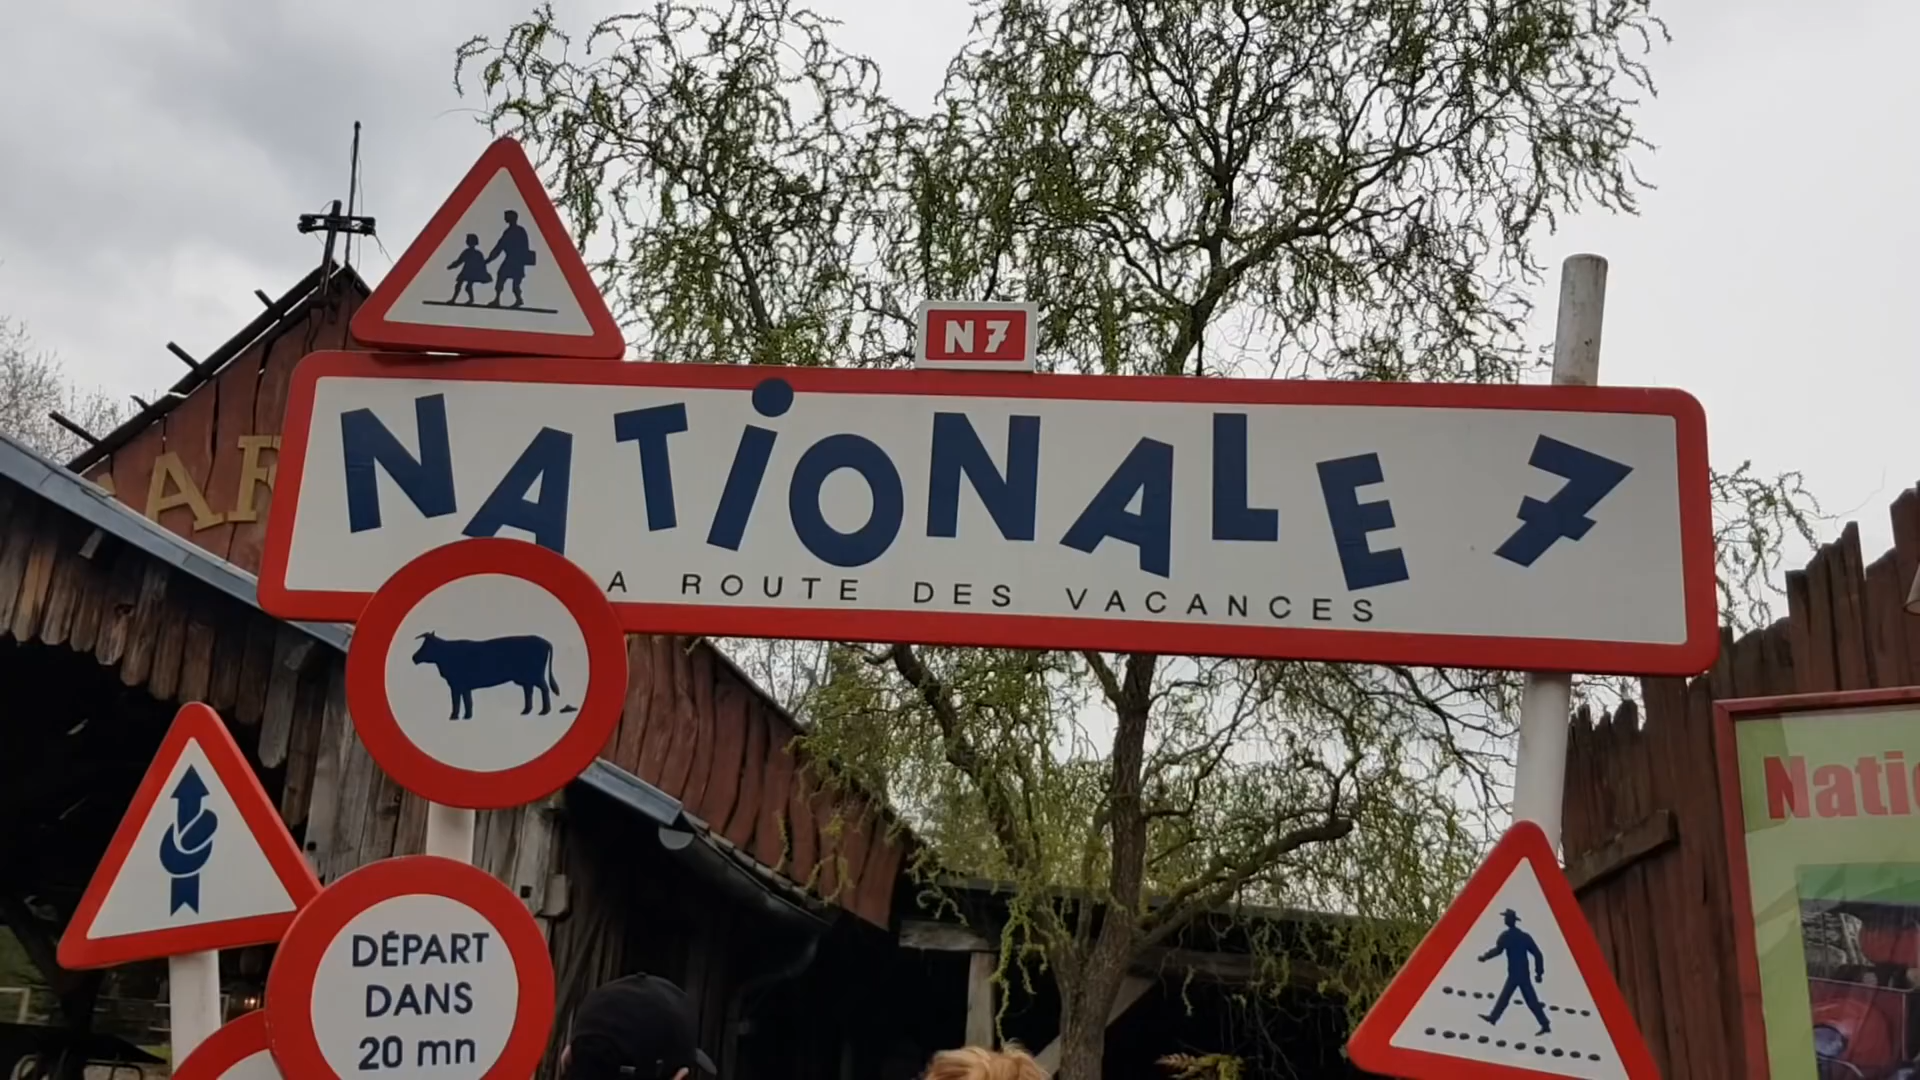 N7
NATiONALE 7
A ROUTE DES VACANCES
DÉPART
DANS
20 mn